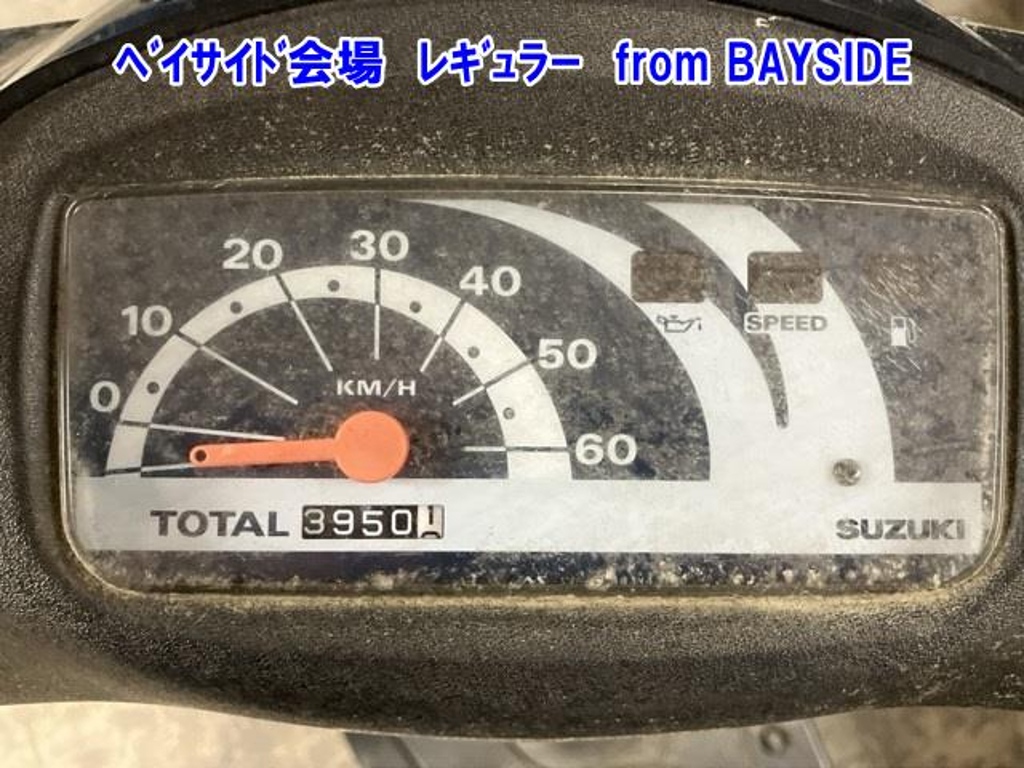 ﾍﾞｲｻｲﾄﾞ会場　ﾚｷﾞｭﾗｰ　from BAYSIDE
20 30 40
10 50
KM/H
0
60
SPEED
TOTAL 3950
SUZUKI